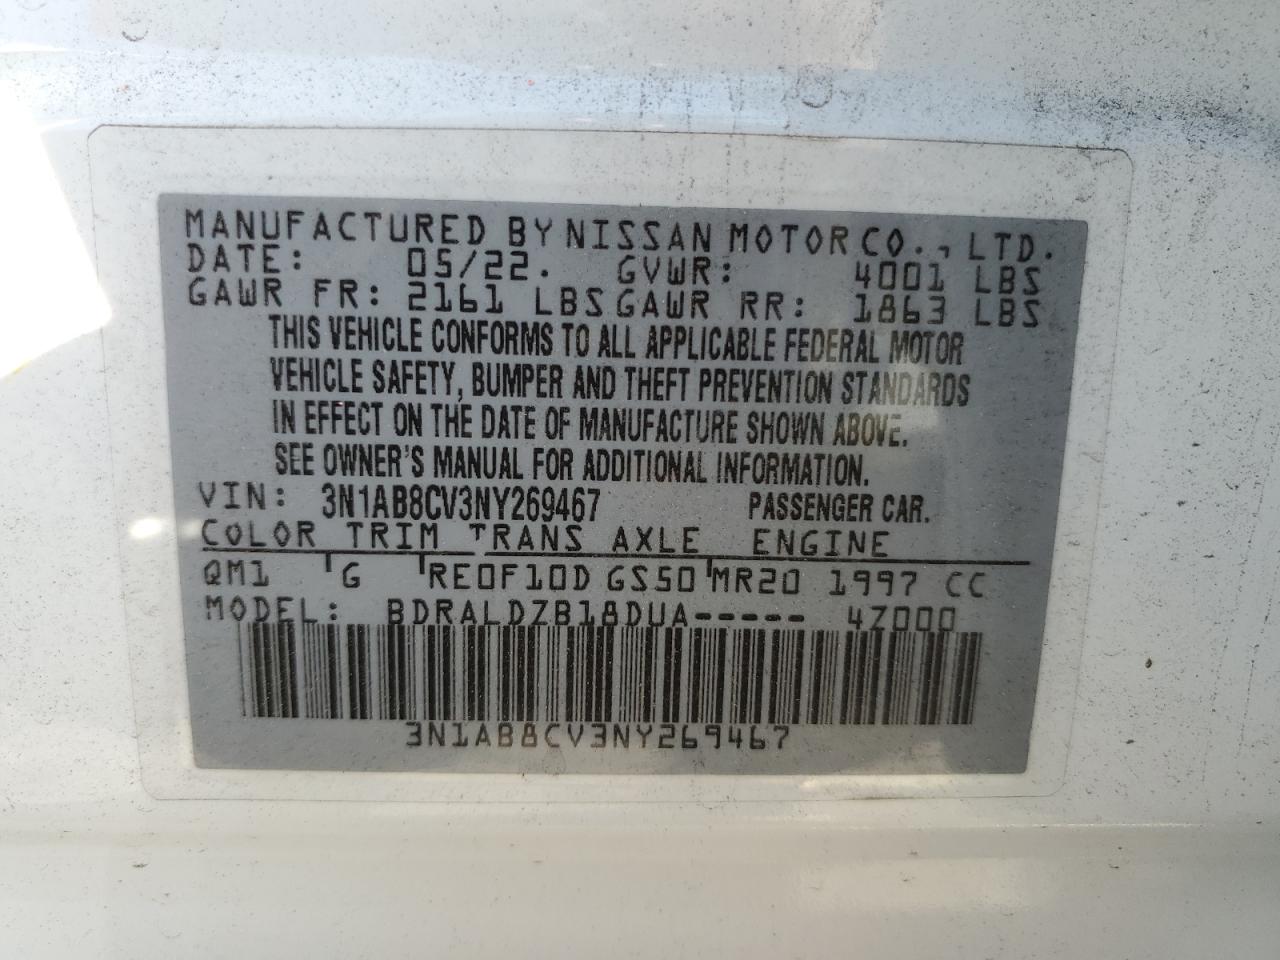 MANUFACTURED BY NISSAN MOTOR CO., LTD.
DATE: 05/22. GVWR: 4001 LBS
GAWR FR: 2161 LBS GAWR RR: 1863 LBS
THIS VEHICLE CONFORMS TO ALL APPLICABLE FEDERAL MOTOR
VEHICLE SAFETY, BUMPER AND THEFT PREVENTION STANDARDS
IN EFFECT ON THE DATE OF MANUFACTURE SHOWN ABOVE.
SEE OWNER'S MANUAL FOR ADDITIONAL INFORMATION.
VIN: 3N1AB8CV3NY269467 PASSENGER CAR.
COLOR TRIM TRANS AXLE ENGINE
QM1 G RE0F10D GS50 MR20 1997 CC
MODEL: BDRALDZB18DUA----- 4Z000
3N1AB8CV3NY269467